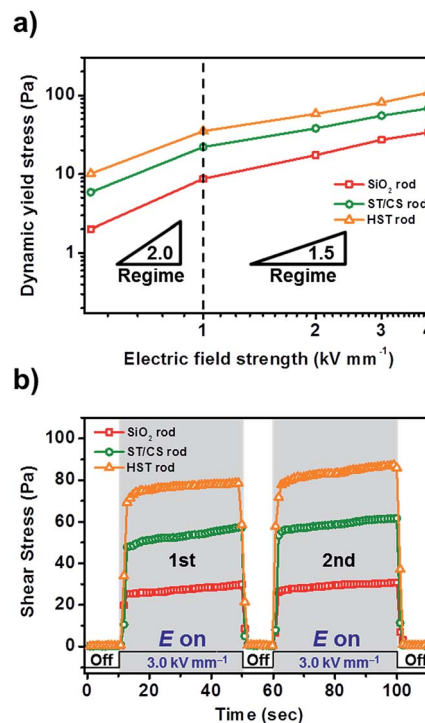 a)
Dynamic yield stress (Pa)
100
10
1
SiO₂ rod
ST/CS rod
HST rod
2.0
Regime
1.5
Regime
1
2
3
4
Electric field strength (kV mm⁻¹)
b)
Shear Stress (Pa)
100
80
60
40
20
0
SiO₂ rod
ST/CS rod
HST rod
1st
2nd
E on
E on
Off
3.0 kV mm⁻¹
Off
3.0 kV mm⁻¹
Off
0
20
40
60
80
100
Time (sec)